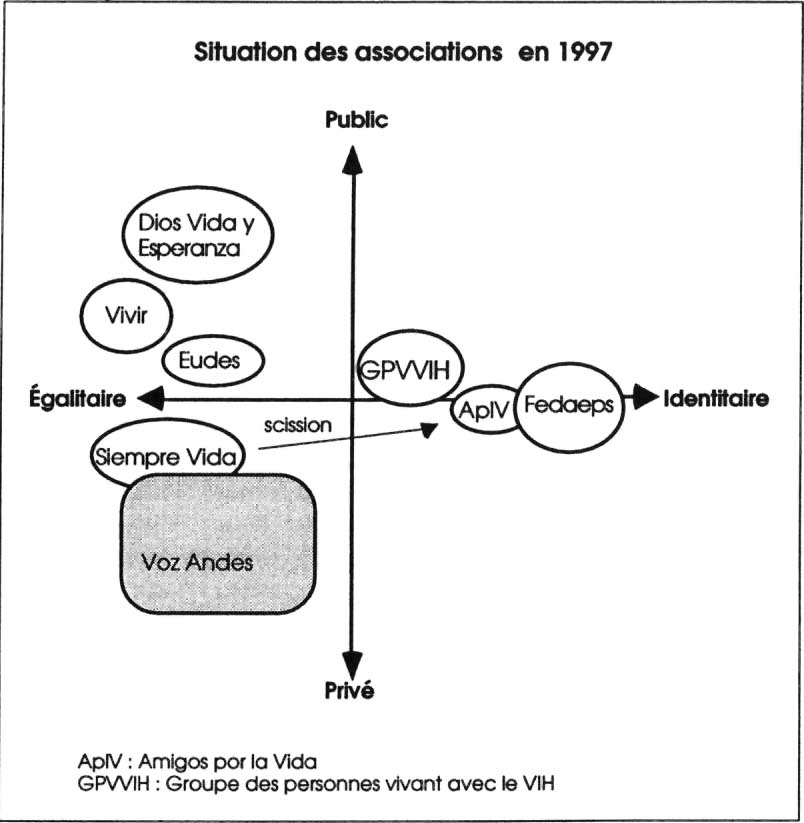 Situation des associations en 1997
Public
Dios Vida y
Esperanza
Vivir
Eudes
GPVVIH
Égalitaire
ApIV
Fedaeps
Identitaire
scission
Siempre Vida
Voz Andes
Privé
ApIV : Amigos por la Vida
GPVVIH : Groupe des personnes vivant avec le VIH